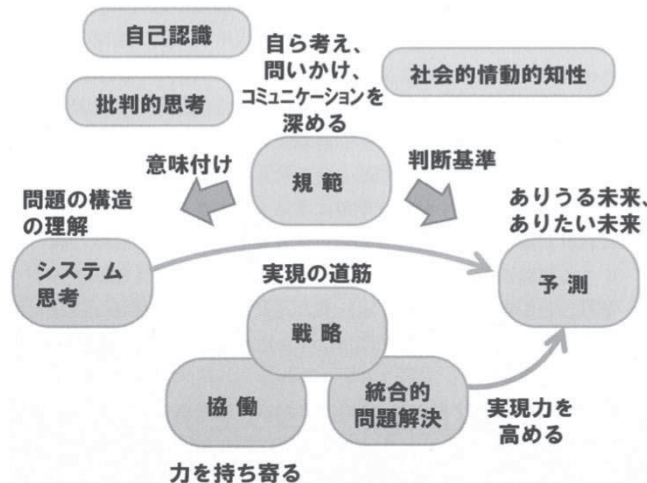 自己認識
自ら考え、
問いかけ、
コミュニケーションを
深める
社会的情動的知性
批判的思考
意味付け
規範
判断基準
問題の構造
の理解
ありうる未来、
ありたい未来
システム
思考
実現の道筋
予測
戦略
協働
統合的
問題解決
実現力を
高める
力を持ち寄る